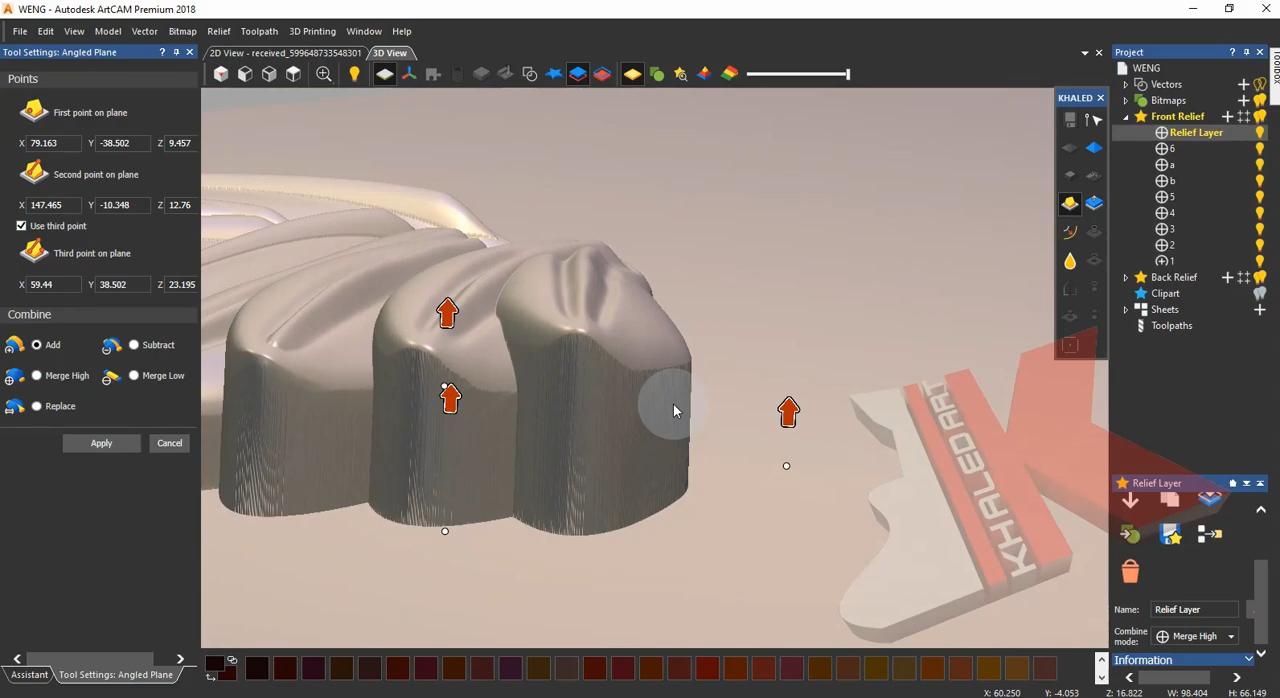 WENG - Autodesk ArtCAM Premium 2018
File Edit View Model Vector Bitmap Relief Toolpath 3D Printing Window Help
Tool Settings: Angled Plane
2D View - received_599648733548301
3D View
Project
Toolbox
Points
First point on plane
X 79.163 Y -38.502 Z 9.457
Second point on plane
X 147.465 Y -10.348 Z 12.76
Use third point
Third point on plane
X 59.44 Y 38.502 Z 23.195
Combine
Add Subtract
Merge High Merge Low
Replace
Apply Cancel
KHALED
KHALED ART
WENG
Vectors
Bitmaps
Front Relief
Relief Layer
6
a
b
5
4
3
2
1
Back Relief
Clipart
Sheets
Toolpaths
Relief Layer
Name: Relief Layer
Combine mode: Merge High
Information
Assistant Tool Settings: Angled Plane
X: 60.250 Y: -4.053 Z: 16.822 W: 98.404 H: 66.149